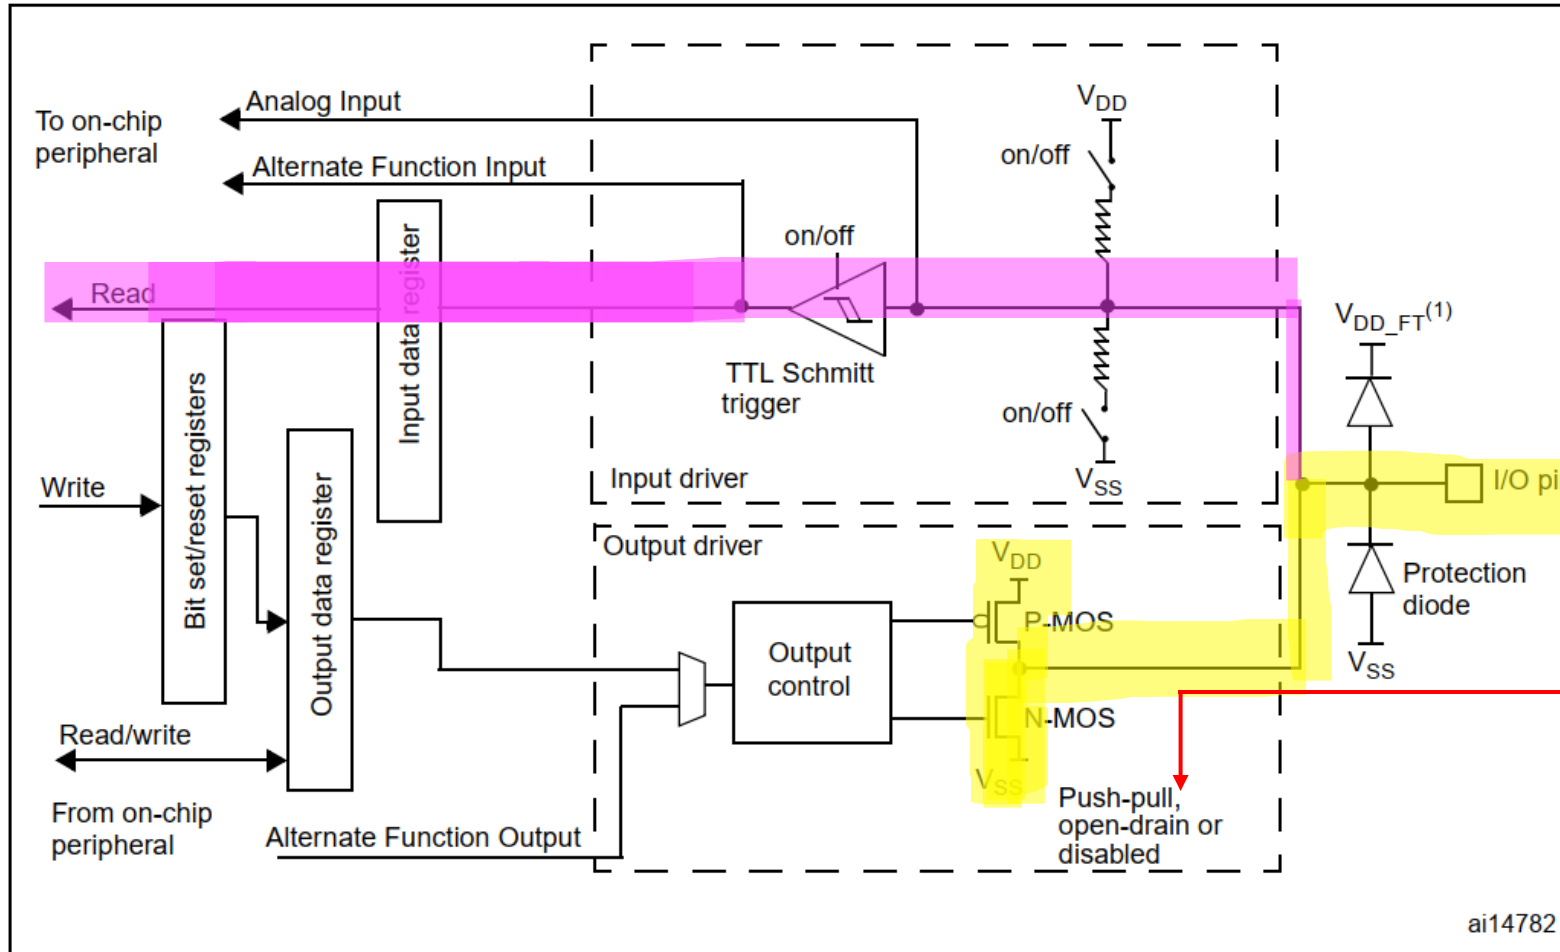 Analog Input
To on-chip
peripheral
Alternate Function Input
on/off
VDD
on/off
Read
Input data register
TTL Schmitt
trigger
on/off
VSS
VDD_FT(1)
Input driver
I/O pi
Bit set/reset registers
Write
Output data register
Output driver
VDD
P-MOS
Protection
diode
VSS
Output
control
N-MOS
VSS
Read/write
Push-pull,
open-drain or
disabled
From on-chip
peripheral
Alternate Function Output
ai14782